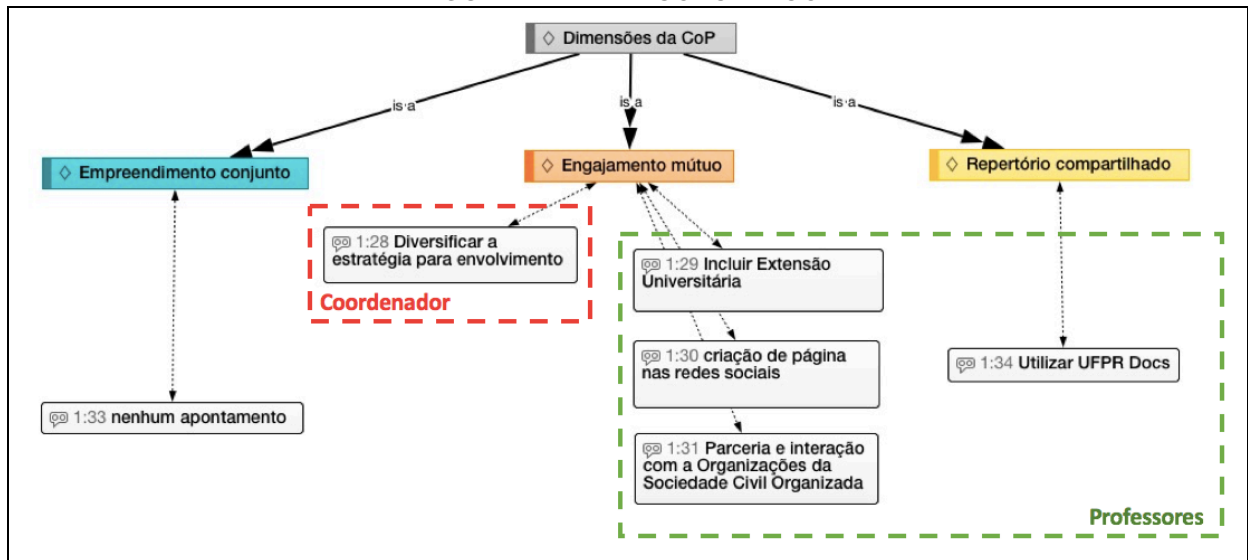 Dimensões da CoP
is a
is a
is a
Empreendimento conjunto
Engajamento mútuo
Repertório compartilhado
1:28 Diversificar a
estratégia para envolvimento
Coordenador
1:29 Incluir Extensão
Universitária
1:30 criação de página
nas redes sociais
1:34 Utilizar UFPR Docs
1:33 nenhum apontamento
1:31 Parceria e interação
com a Organizações da
Sociedade Civil Organizada
Professores